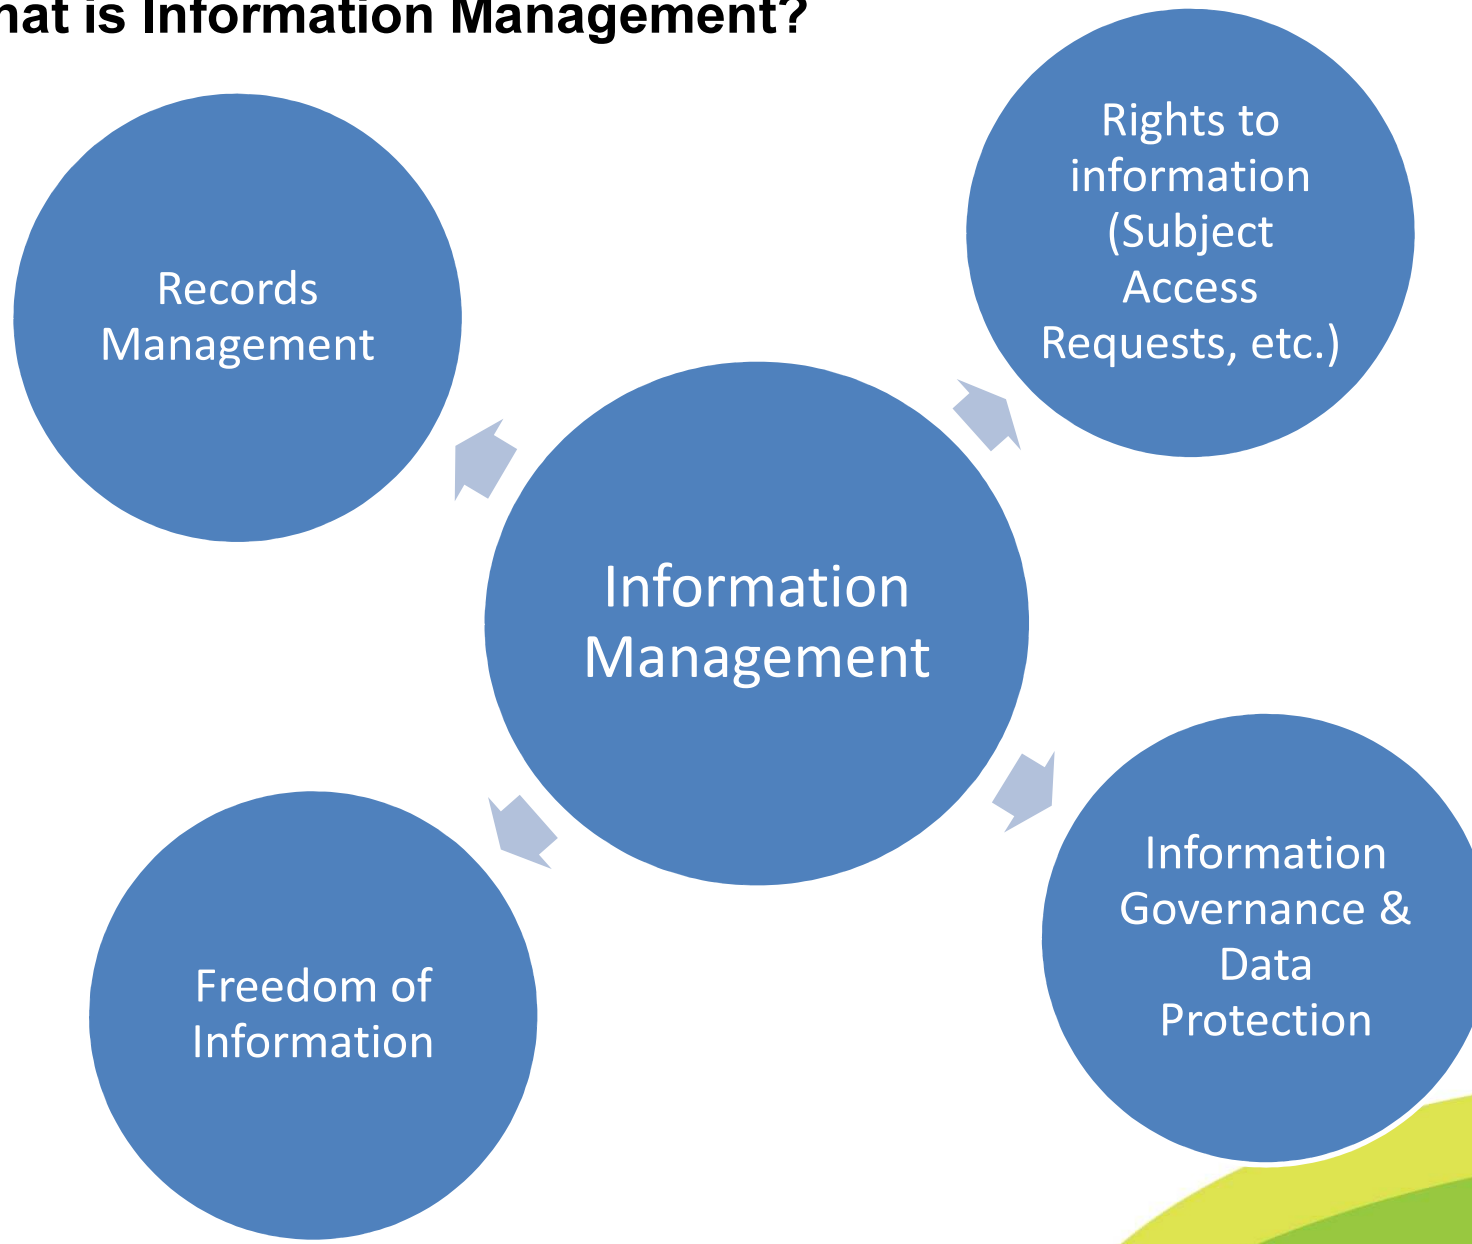 hat is Information Management?
Records
Management
Rights to
information
(Subject
Access
Requests, etc.)
Information
Management
Freedom of
Information
Information
Governance &
Data
Protection